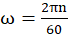 ω = 2πn/60